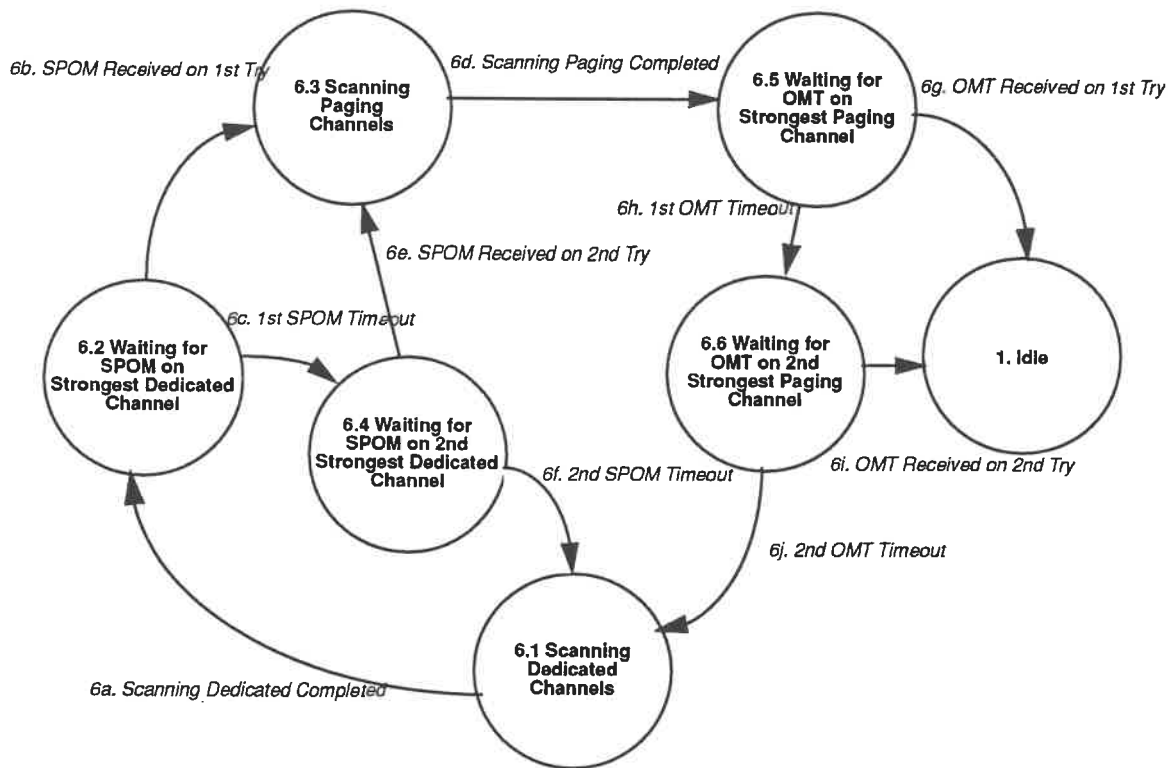 6b. SPOM Received on 1st Try
6.3 Scanning
Paging
Channels
6d. Scanning Paging Completed
6.5 Waiting for
OMT on
Strongest Paging
Channel
6g. OMT Received on 1st Try
6h. 1st OMT Timeout
6e. SPOM Received on 2nd Try
6c. 1st SPOM Timeout
6.2 Waiting for
SPOM on
Strongest Dedicated
Channel
6.6 Waiting for
OMT on 2nd
Strongest Paging
Channel
1. Idle
6.4 Waiting for
SPOM on 2nd
Strongest Dedicated
Channel
6f. 2nd SPOM Timeout
6i. OMT Received on 2nd Try
6j. 2nd OMT Timeout
6.1 Scanning
Dedicated
Channels
6a. Scanning Dedicated Completed